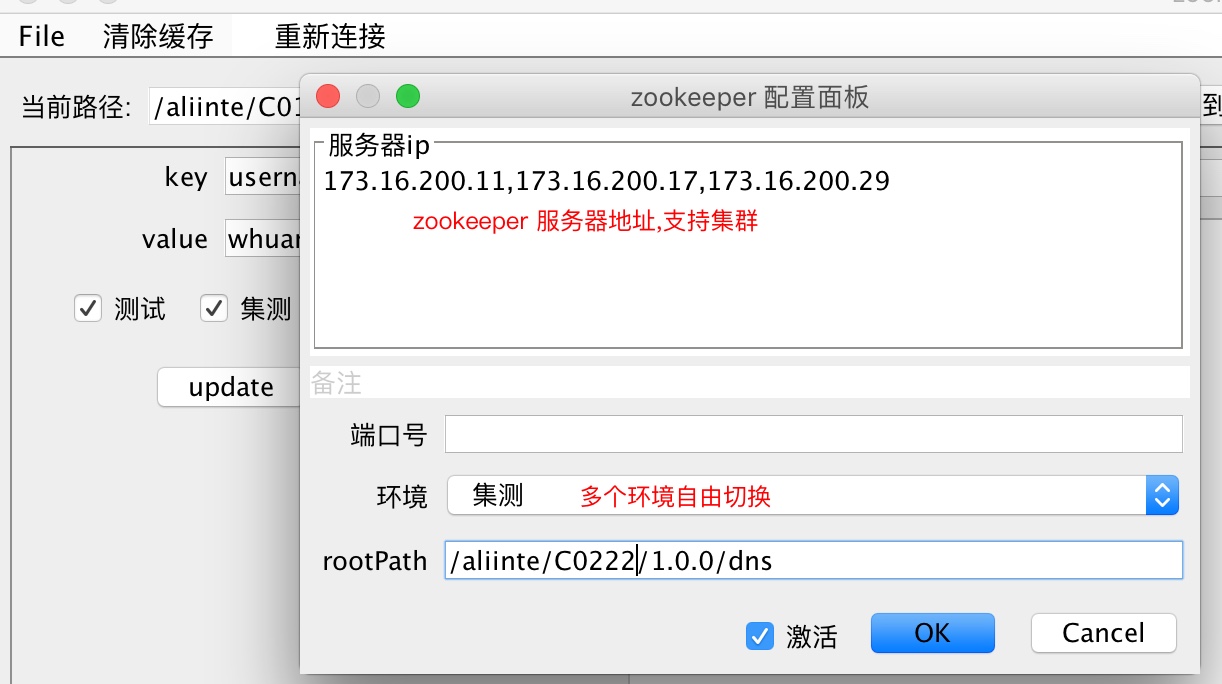 File 清除缓存 重新连接
当前路径: /aliinte/C01
到
zookeeper 配置面板
服务器ip
173.16.200.11,173.16.200.17,173.16.200.29
zookeeper 服务器地址,支持集群
key
value
测试 集测
update
备注
端口号
环境 集测 多个环境自由切换
rootPath /aliinte/C0222/1.0.0/dns
激活 OK Cancel